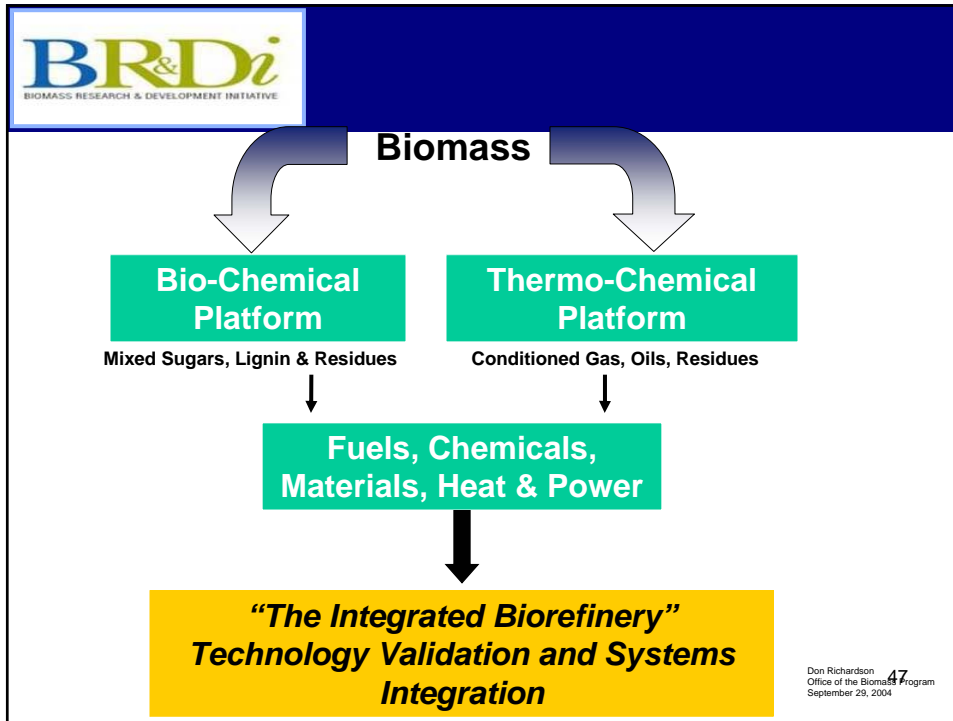 BR&Di
BIOMASS RESEARCH & DEVELOPMENT INITIATIVE
Biomass
Bio-Chemical
Platform
Thermo-Chemical
Platform
Mixed Sugars, Lignin & Residues
Conditioned Gas, Oils, Residues
Fuels, Chemicals,
Materials, Heat & Power
“The Integrated Biorefinery”
Technology Validation and Systems
Integration
Don Richardson
Office of the Biomass Program
September 29, 2004
47